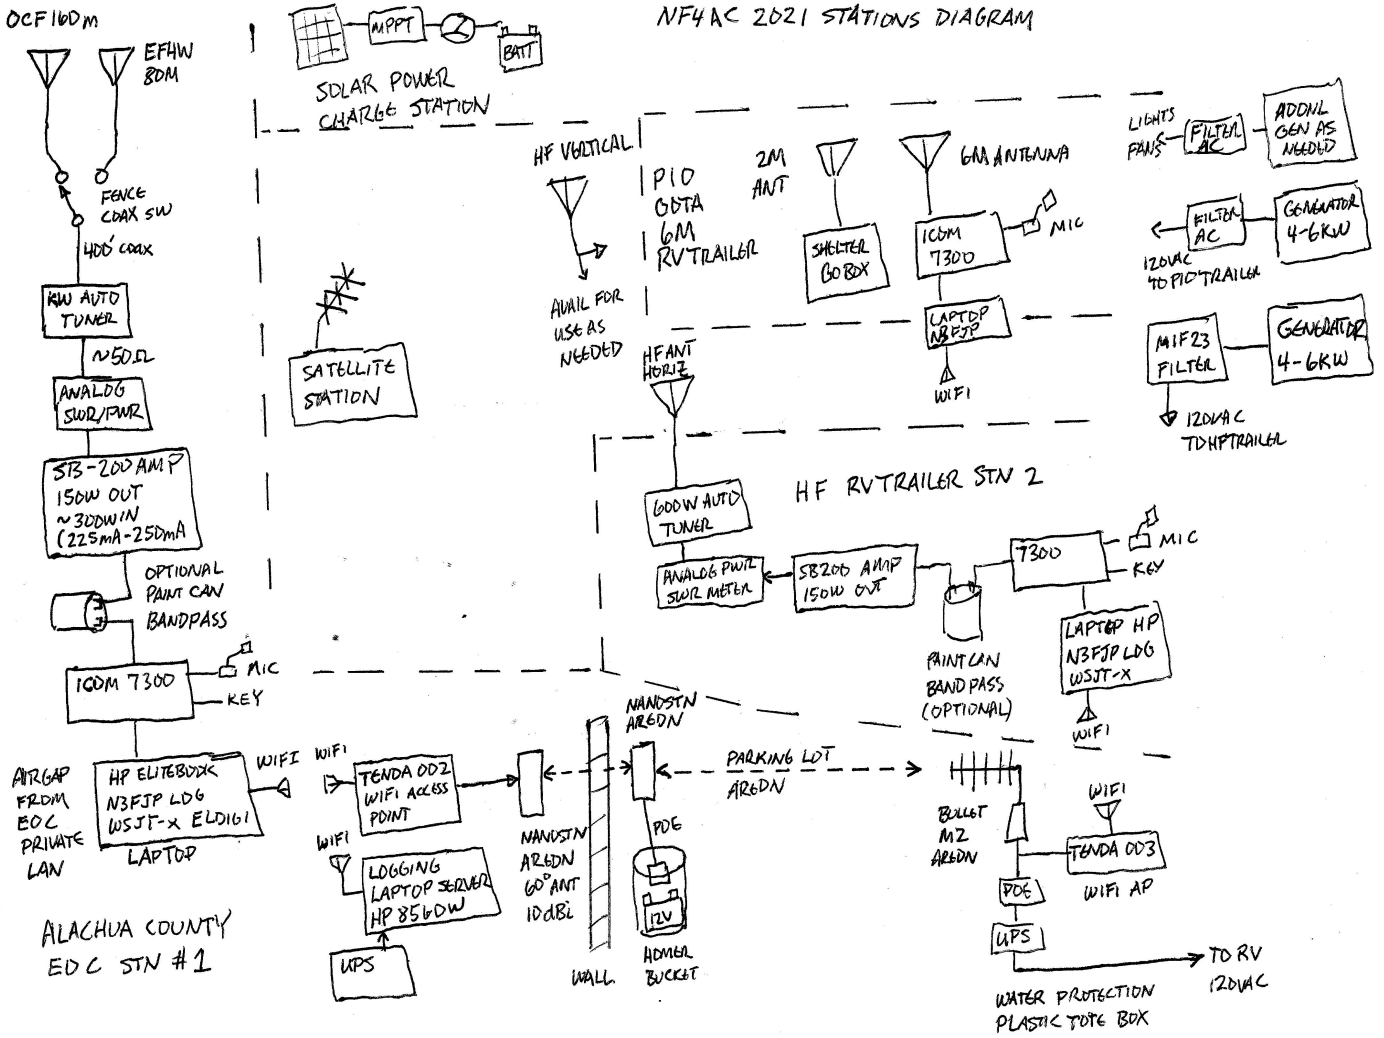 NF4AC 2021 STATIONS DIAGRAM
OCF160m
EFHW
80M
FENCE
COAX SW
400' COAX
KW AUTO
TUNER
~50Ω
ANALOG
SWR/PWR
SB-200 AMP
150W OUT
~300W IN
(225mA-250mA
OPTIONAL
PAINT CAN
BANDPASS
ICOM 7300
MIC
KEY
AIRGAP
FROM
EOC
PRIVATE
LAN
HP ELITEBOOK
N3FJP LOG
WSJT-X FLDIGI
LAPTOP
WIFI
ALACHUA COUNTY
EOC STN #1
MPPT
BATT
SOLAR POWER
CHARGE STATION
HF VERTICAL
AVAIL FOR
USE AS
NEEDED
SATELLITE
STATION
PIO
GOTA
6M
RVTRAILER
2M
ANT
SHELTER
GO BOX
6M ANTENNA
ICOM
7300
MIC
LAPTOP
N3FJP
WIFI
LIGHTS
FANS
FILTER
AC
ADDNL
GEN AS
NEEDED
FILTER
AC
GENERATOR
4-6KW
120VAC
TO PIO TRAILER
MIF23
FILTER
GENERATOR
4-6KW
120VAC
TO HF TRAILER
HF ANT
HORIZ
HF RVTRAILER STN 2
600W AUTO
TUNER
ANALOG PWR
SWR METER
SB200 AMP
150W OUT
PAINT CAN
BAND PASS
(OPTIONAL)
7300
MIC
KEY
LAPTOP HP
N3FJP LOG
WSJT-X
WIFI
WIFI
TENDA 002
WIFI ACCESS
POINT
WIFI
LOGGING
LAPTOP SERVER
HP 8560W
UPS
NANOSTN
AREDN
60° ANT
10dBi
WALL
NANOSTN
AREDN
POE
12V
HOMER
BUCKET
PARKING LOT
AREDN
BULLET
M2
AREDN
WIFI
TENDA 003
WIFI AP
POE
UPS
TO RV
120VAC
WATER PROTECTION
PLASTIC TOTE BOX